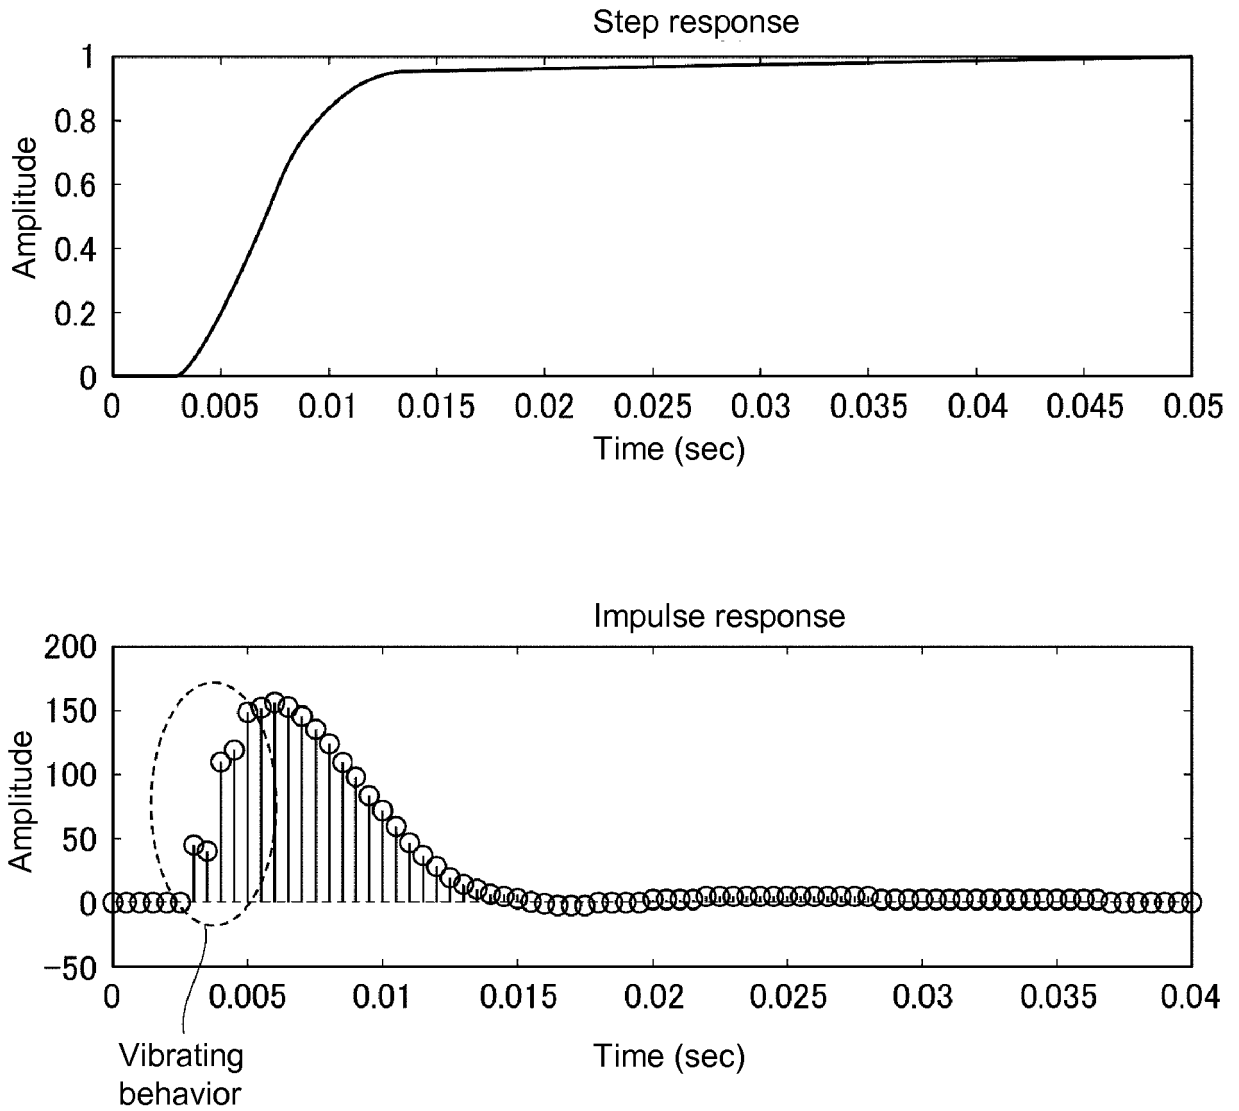 Step response
Amplitude
1
0.8
0.6
0.4
0.2
0
0 0.005 0.01 0.015 0.02 0.025 0.03 0.035 0.04 0.045 0.05
Time (sec)
Impulse response
Amplitude
200
150
100
50
0
−50
0 0.005 0.01 0.015 0.02 0.025 0.03 0.035 0.04
Time (sec)
Vibrating
behavior